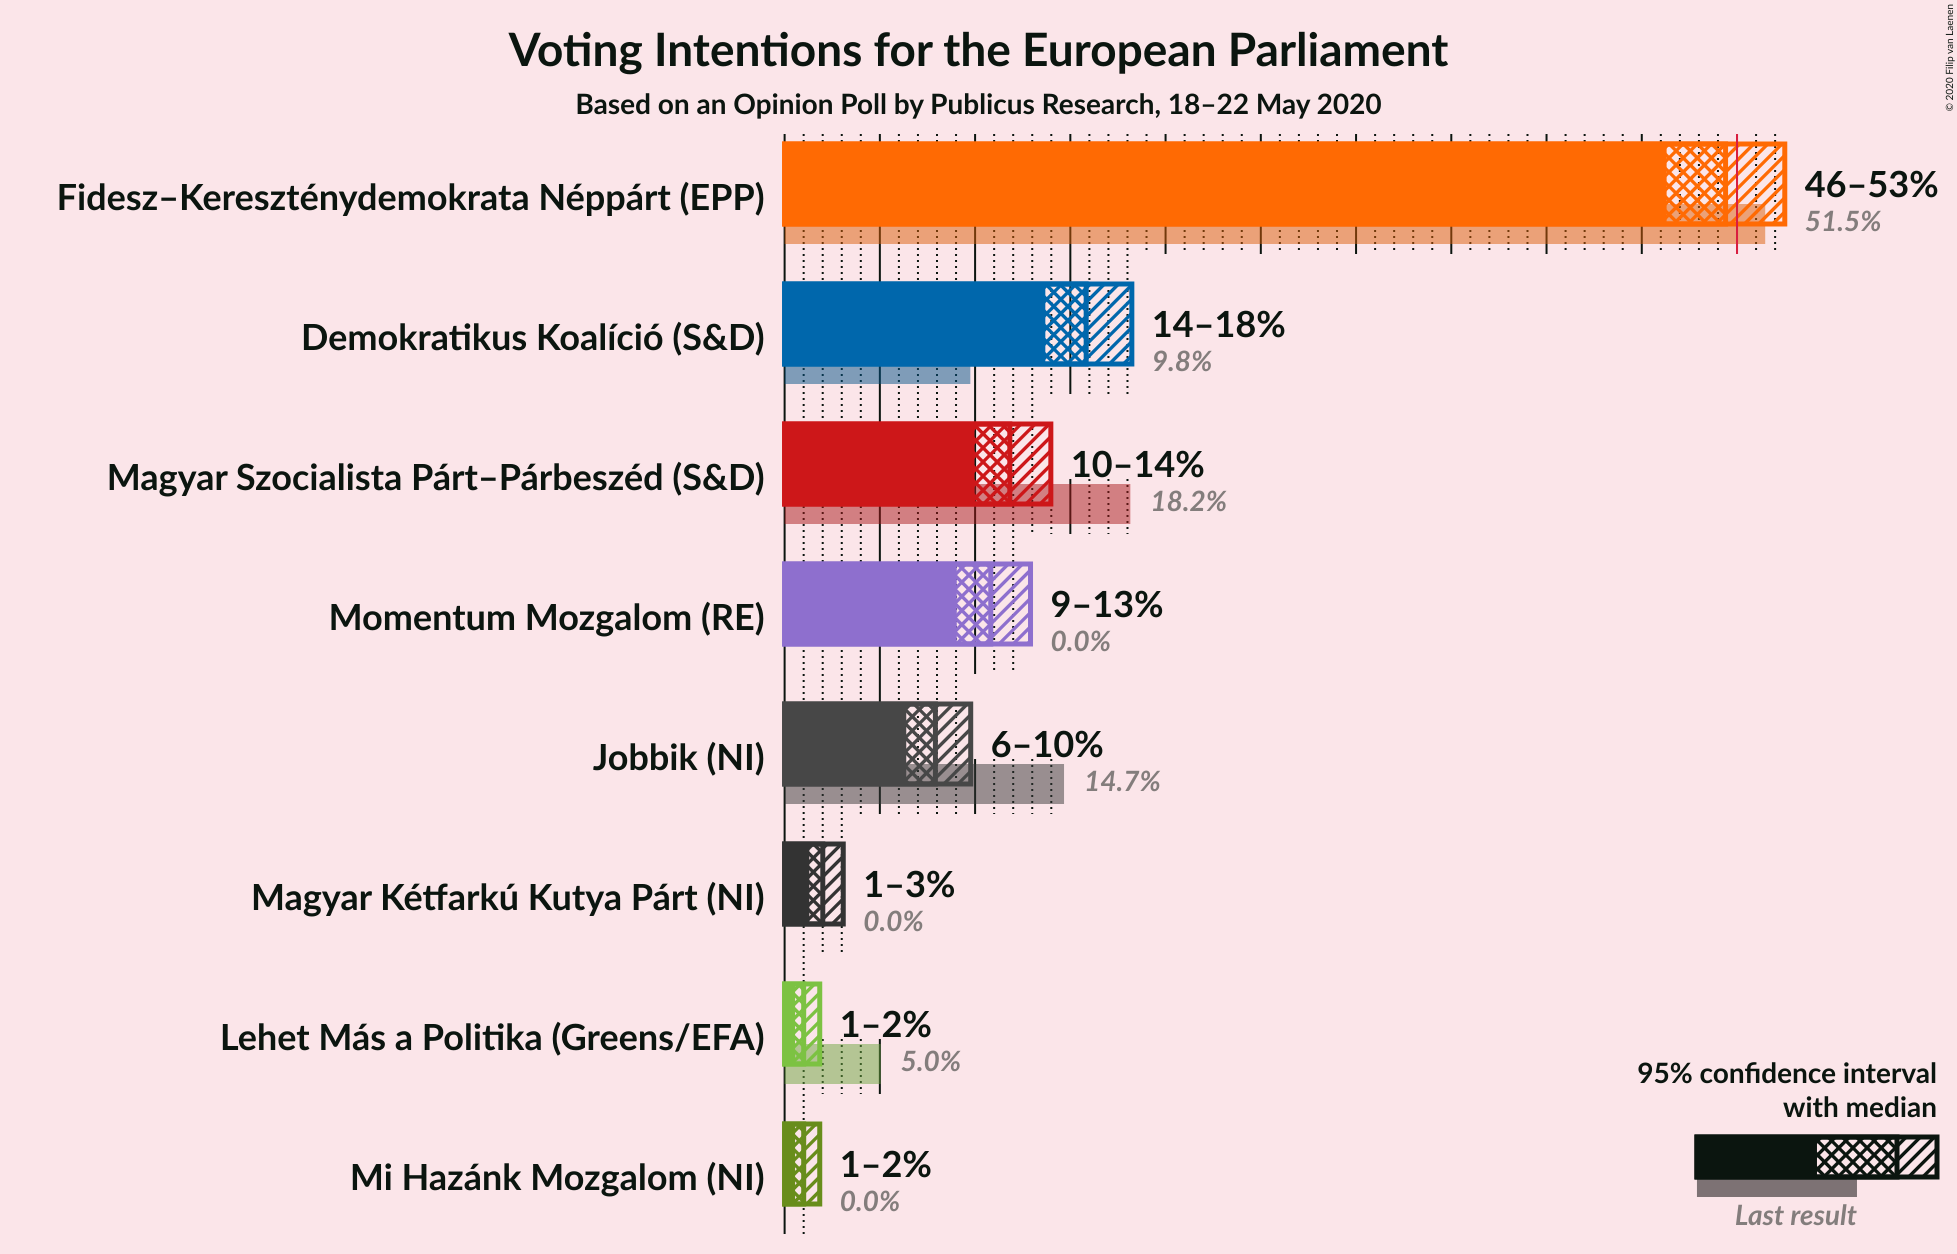 Voting Intentions for the European Parliament
Based on an Opinion Poll by Publicus Research, 18–22 May 2020
© 2020 Filip van Laenen
Fidesz–Kereszténydemokrata Néppárt (EPP)
46–53%
51.5%
Demokratikus Koalíció (S&D)
14–18%
9.8%
Magyar Szocialista Párt–Párbeszéd (S&D)
10–14%
18.2%
Momentum Mozgalom (RE)
9–13%
0.0%
Jobbik (NI)
6–10%
14.7%
Magyar Kétfarkú Kutya Párt (NI)
1–3%
0.0%
Lehet Más a Politika (Greens/EFA)
1–2%
5.0%
Mi Hazánk Mozgalom (NI)
1–2%
0.0%
95% confidence interval
with median
Last result